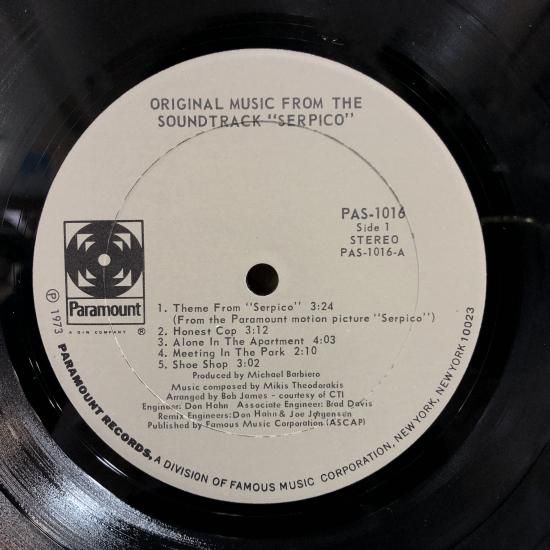 ORIGINAL MUSIC FROM THE
SOUNDTRACK "SERPICO"
PAS-1016
Side 1
STEREO
PAS-1016-A
Paramount
A G+W COMPANY ®
℗ 1973
1. Theme From "Serpico" 3:24
(From the Paramount motion picture "Serpico")
2. Honest Cop 3:12
3. Alone In The Apartment 4:03
4. Meeting In The Park 2:10
5. Shoe Shop 3:02
Produced by Michael Barbiero
Music composed by Mikis Theodorakis
Arranged by Bob James - courtesy of CTI
Engineer: Don Hahn Associate Engineer: Brad Davis
Remix Engineers: Don Hahn & Joe Jørgensen
Published by Famous Music Corporation (ASCAP)
PARAMOUNT RECORDS, A DIVISION OF FAMOUS MUSIC CORPORATION, NEW YORK, NEW YORK 10023